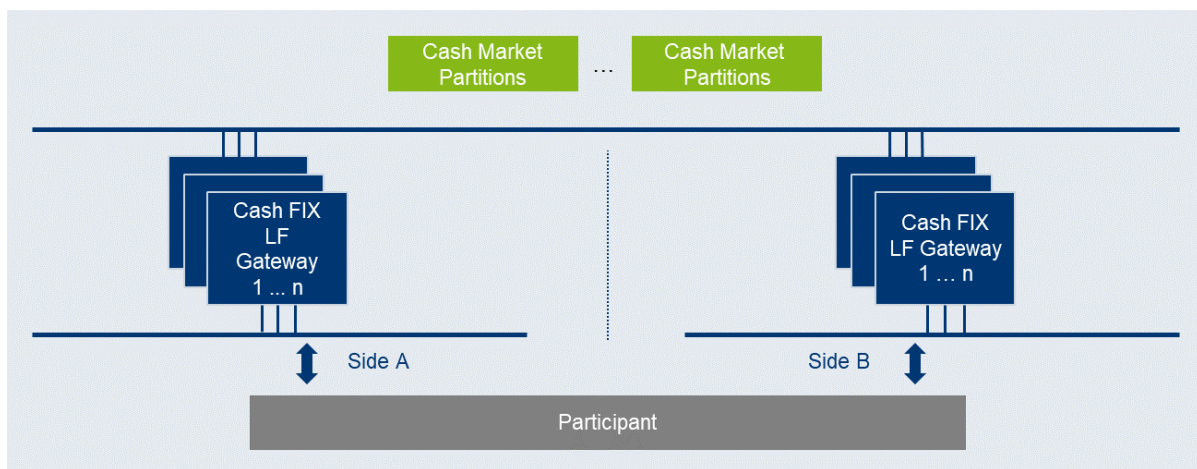 Cash Market
Partitions
...
Cash Market
Partitions
Cash FIX
LF
Gateway
1 ... n
Cash FIX
LF Gateway
1 … n
Side A
Side B
Participant